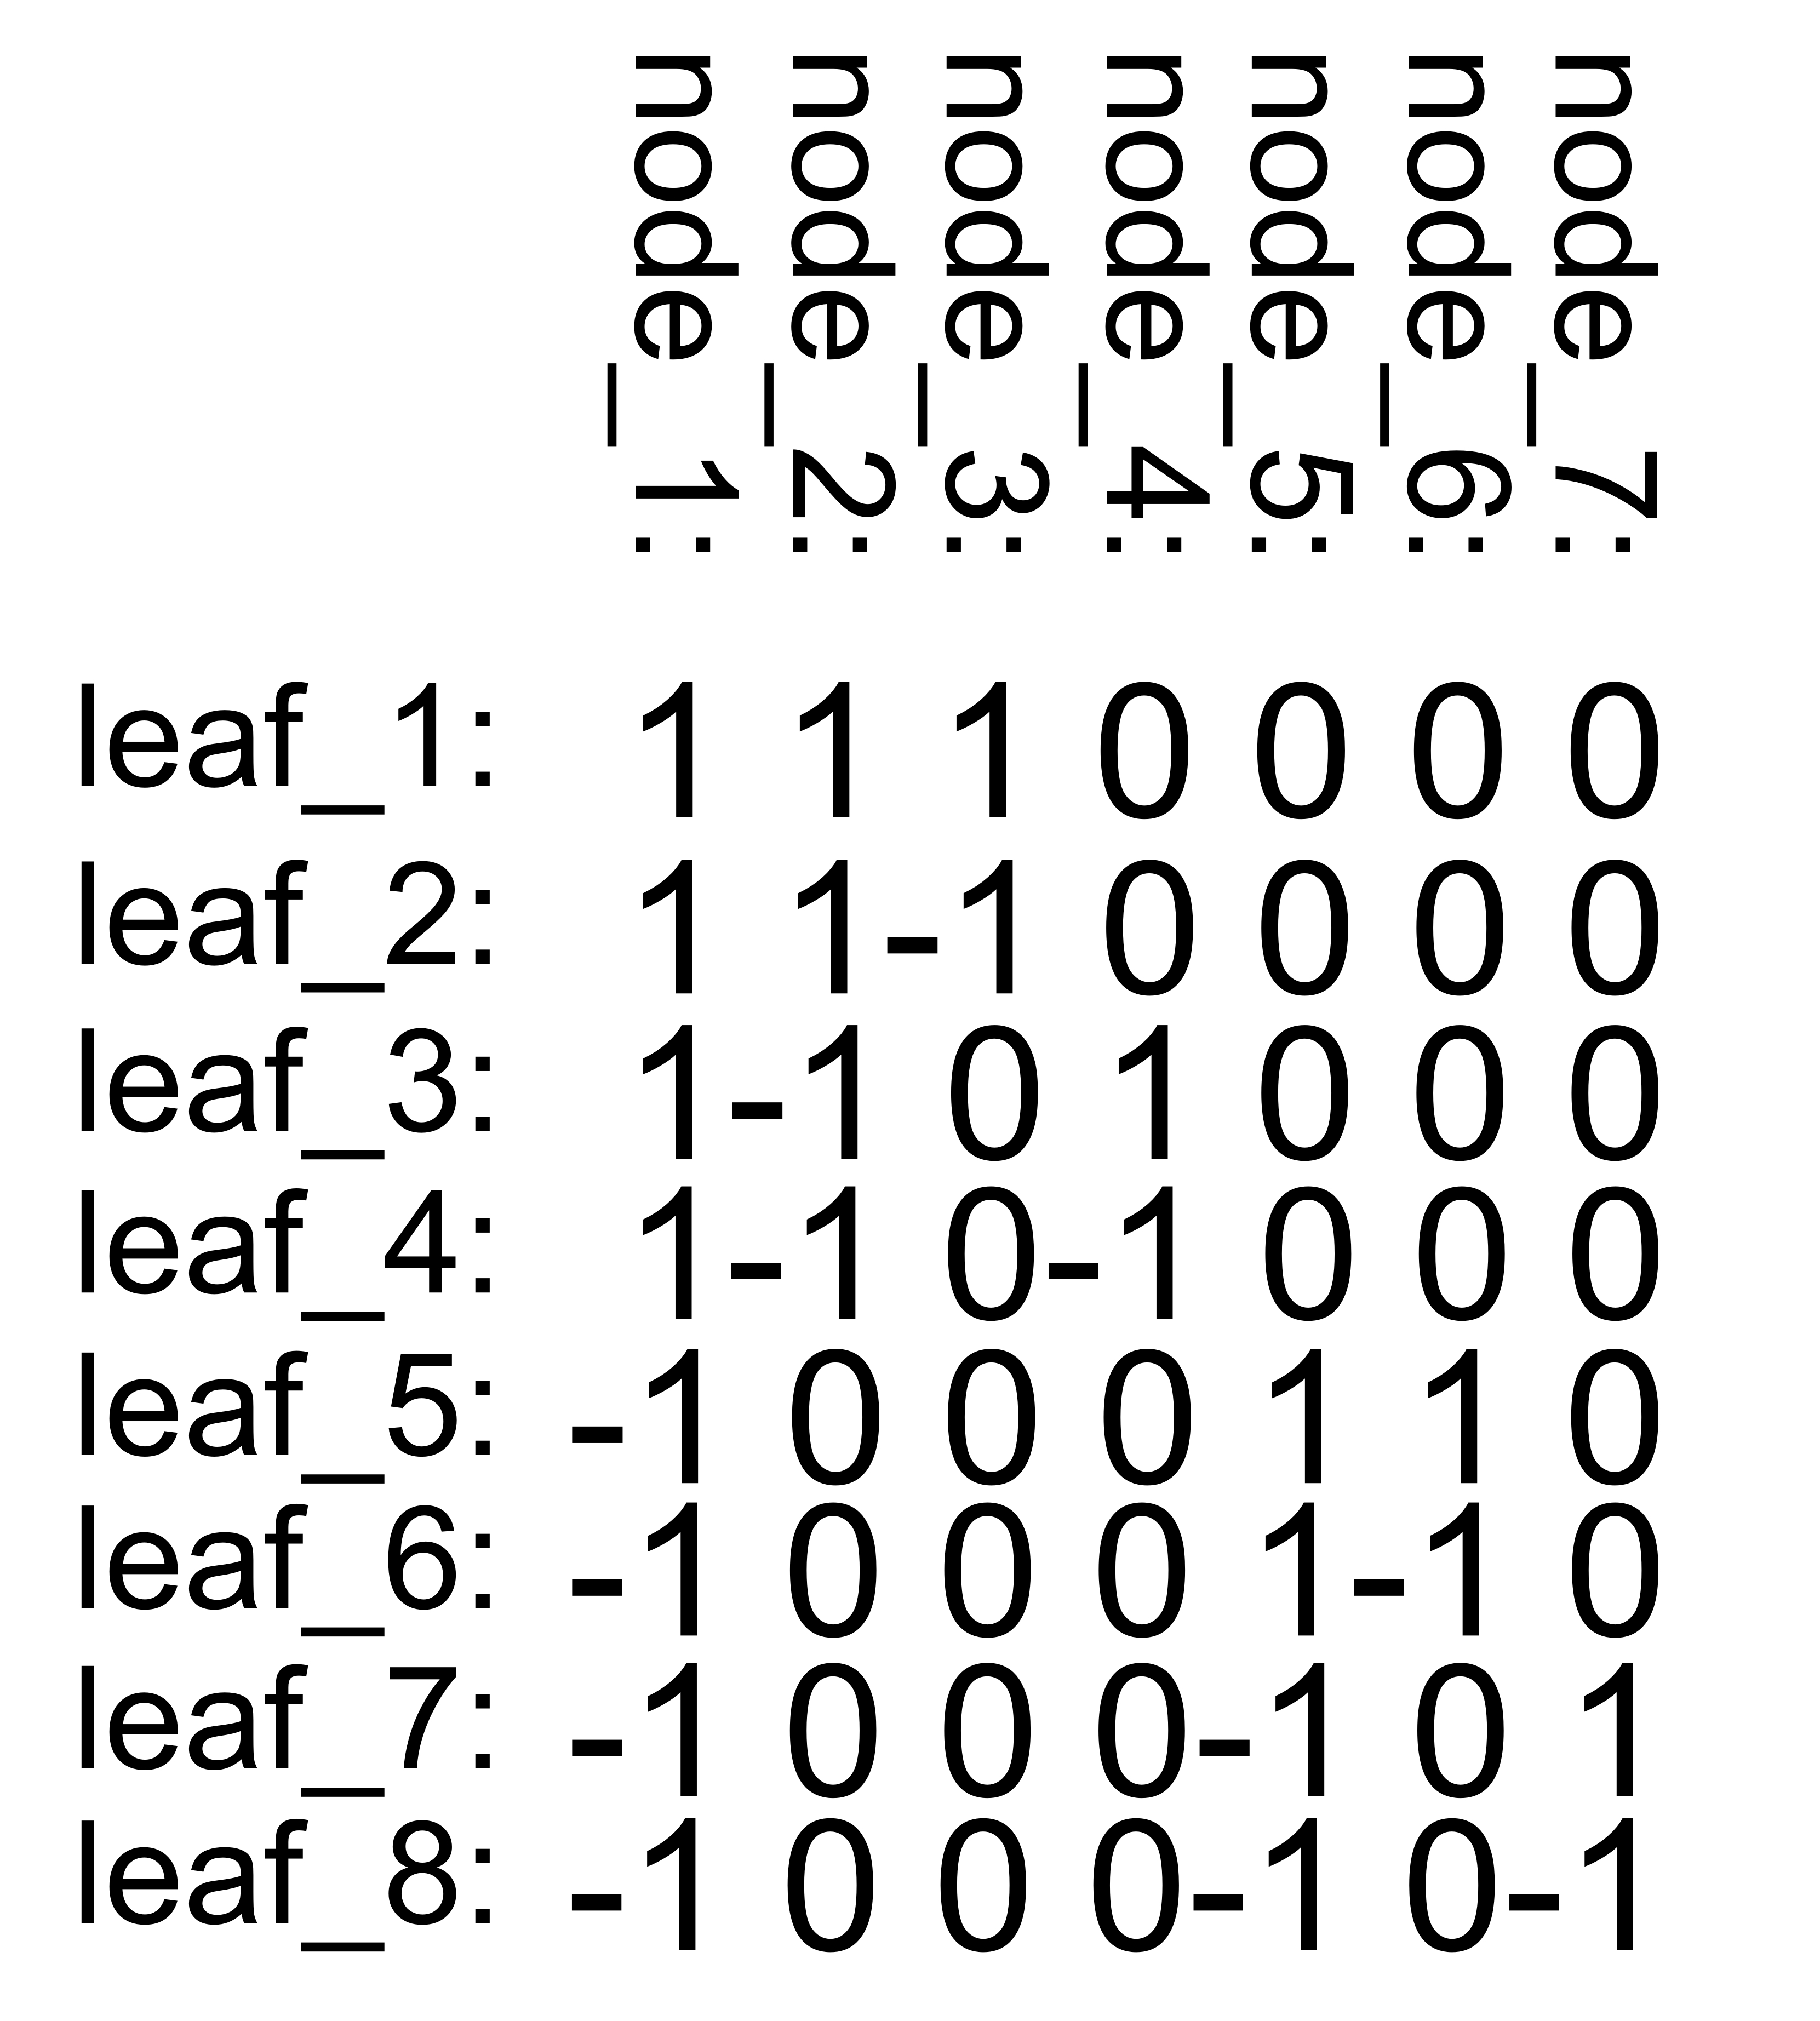 node_1: node_2: node_3: node_4: node_5: node_6: node_7:
leaf_1: 1 1 1 0 0 0 0
leaf_2: 1 1 -1 0 0 0 0
leaf_3: 1 -1 0 1 0 0 0
leaf_4: 1 -1 0 -1 0 0 0
leaf_5: -1 0 0 0 1 1 0
leaf_6: -1 0 0 0 1 -1 0
leaf_7: -1 0 0 0 -1 0 1
leaf_8: -1 0 0 0 -1 0 -1